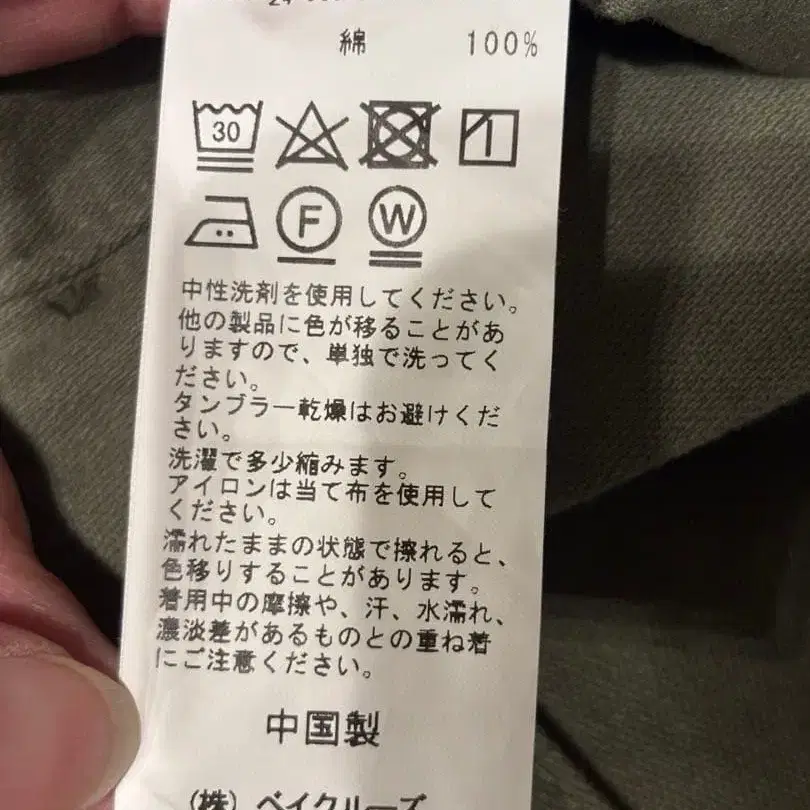 綿 100%
30
F W
中性洗剤を使用してください。
他の製品に色が移ることがあ
りますので、単独で洗ってく
ださい。
タンブラー乾燥はお避けくだ
さい。
洗濯で多少縮みます。
アイロンは当て布を使用して
ください。
濡れたままの状態で擦れると、
色移りすることがあります。
着用中の摩擦や、汗、水濡れ、
濃淡差があるものとの重ね着
にご注意ください。
中国製
(株) ベイクルーズ